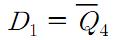 D₁ = Q̅₄